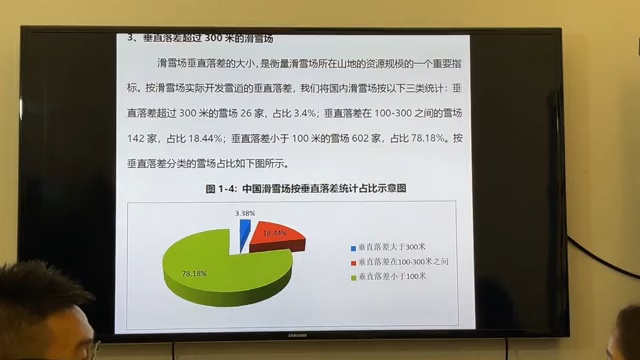 3、垂直落差超过 300 米的滑雪场
滑雪场垂直落差的大小，是衡量滑雪场所在山地的资源规模的一个重要指
标。按滑雪场实际开发雪道的垂直落差，我们将国内滑雪场按以下三类统计：垂
直落差超过 300 米的雪场 26 家，占比 3.4%；垂直落差在 100-300 之间的雪场
142 家，占比 18.44%；垂直落差小于 100 米的雪场 602 家，占比 78.18%。按
垂直落差分类的雪场占比如下图所示。
图 1-4: 中国滑雪场按垂直落差统计占比示意图
3.38%
18.44%
78.18%
垂直落差大于300米
垂直落差在100-300米之间
垂直落差小于100米
SAMSUNG